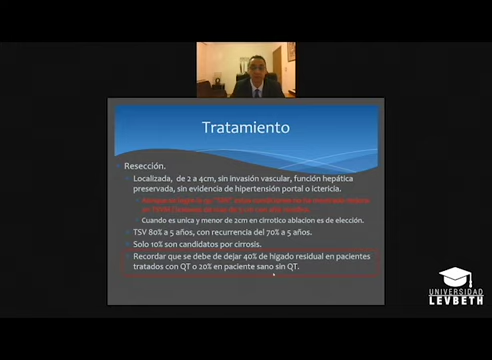 Tratamiento
Resección.
Localizada, de 2 a 4cm, sin invasión vascular, función hepática
preservada, sin evidencia de hipertensión portal o ictericia.
Cuando es unica y menor de 2cm en cirrotico ablacion es de elección.
TSV 80% a 5 años, con recurrencia del 70% a 5 años.
Solo 10% son candidatos por cirrosis.
Recordar que se debe de dejar 40% de hígado residual en pacientes
tratados con QT o 20% en paciente sano sin QT.
UNIVERSIDAD
LEVBETH